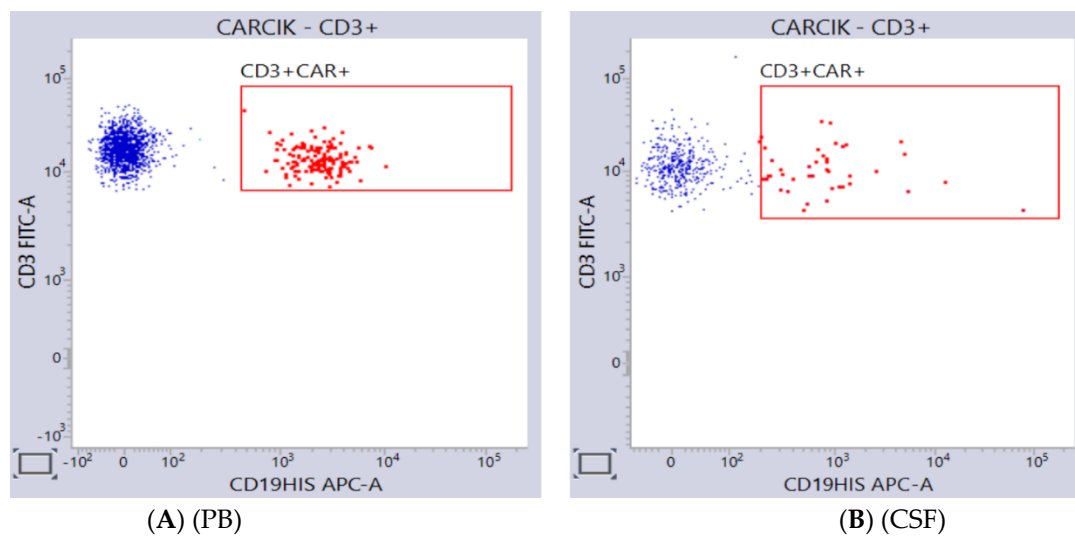 CARCIK - CD3+
CD3+CAR+
10^5
10^4
10^3
0
-10^3
CD3 FITC-A
-10^2 0 10^2 10^3 10^4 10^5
CD19HIS APC-A
(A) (PB)
CARCIK - CD3+
CD3+CAR+
10^5
10^4
10^3
0
CD3 FITC-A
0 10^2 10^3 10^4 10^5
CD19HIS APC-A
(B) (CSF)